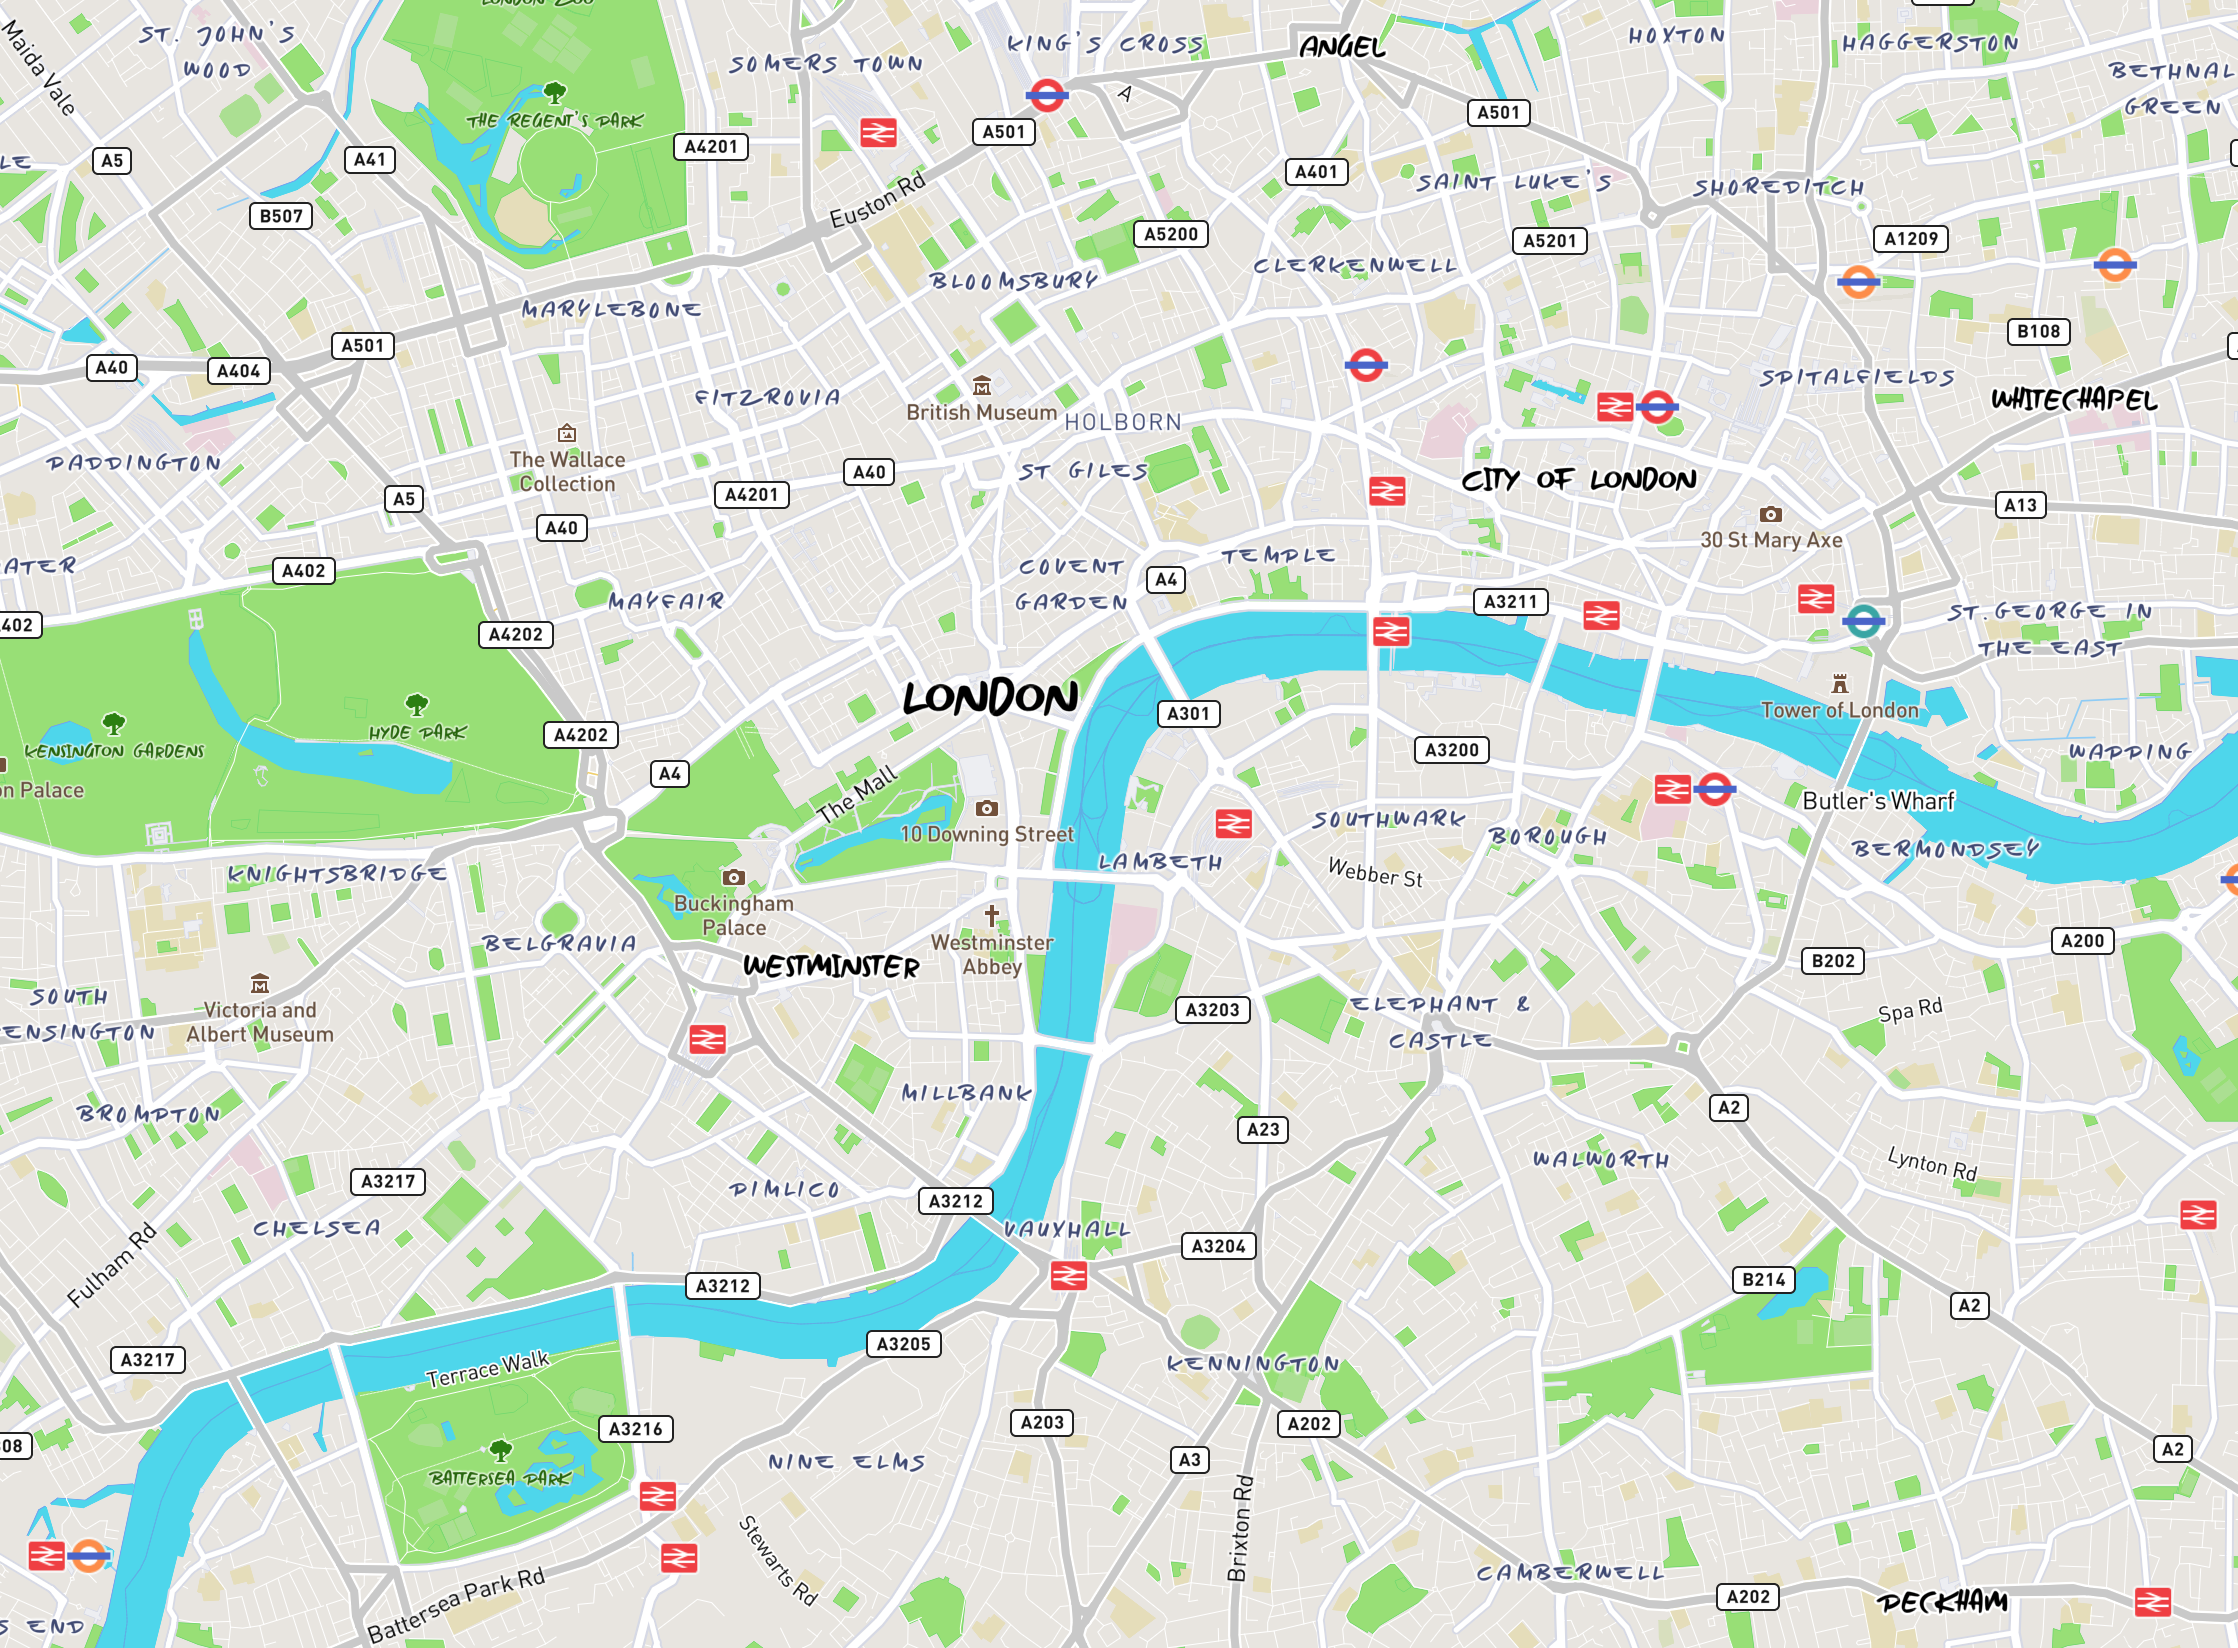 LONDON ZOO
Maida Vale
ST. JOHN'S
WOOD
SOMERS TOWN
KING'S CROSS
ANGEL
HOXTON
HAGGERSTON
BETHNAL
GREEN
THE REGENT'S PARK
A
A501
A501
A4201
A5
A41
A401
SAINT LUKE'S
SHOREDITCH
Euston Rd
B507
A5200
A5201
A1209
CLERKENWELL
BLOOMSBURY
MARYLEBONE
B108
A501
A40
A404
SPITALFIELDS
WHITECHAPEL
FITZROVIA
British Museum
HOLBORN
PADDINGTON
The Wallace
Collection
A40
ST GILES
CITY OF LONDON
A5
A4201
A13
A40
30 St Mary Axe
TEMPLE
ATER
A402
COVENT
GARDEN
A4
MAYFAIR
A3211
402
A4202
ST. GEORGE IN
THE EAST
LONDON
A301
Tower of London
HYDE PARK
KENSINGTON GARDENS
A4202
A3200
WAPPING
A4
The Mall
on Palace
Butler's Wharf
10 Downing Street
SOUTHWARK
BOROUGH
BERMONDSEY
LAMBETH
KNIGHTSBRIDGE
Webber St
Buckingham
Palace
BELGRAVIA
Westminster
Abbey
A200
WESTMINSTER
B202
SOUTH
ENSINGTON
Victoria and
Albert Museum
A3203
ELEPHANT &
CASTLE
Spa Rd
MILLBANK
BROMPTON
A2
A23
WALWORTH
Lynton Rd
A3217
PIMLICO
A3212
CHELSEA
VAUXHALL
A3204
Fulham Rd
A3212
B214
A2
A3205
A3217
Terrace Walk
KENNINGTON
A3216
A203
A202
08
BATTERSEA PARK
NINE ELMS
A3
A2
Brixton Rd
Stewarts Rd
Battersea Park Rd
CAMBERWELL
A202
PECKHAM
S END